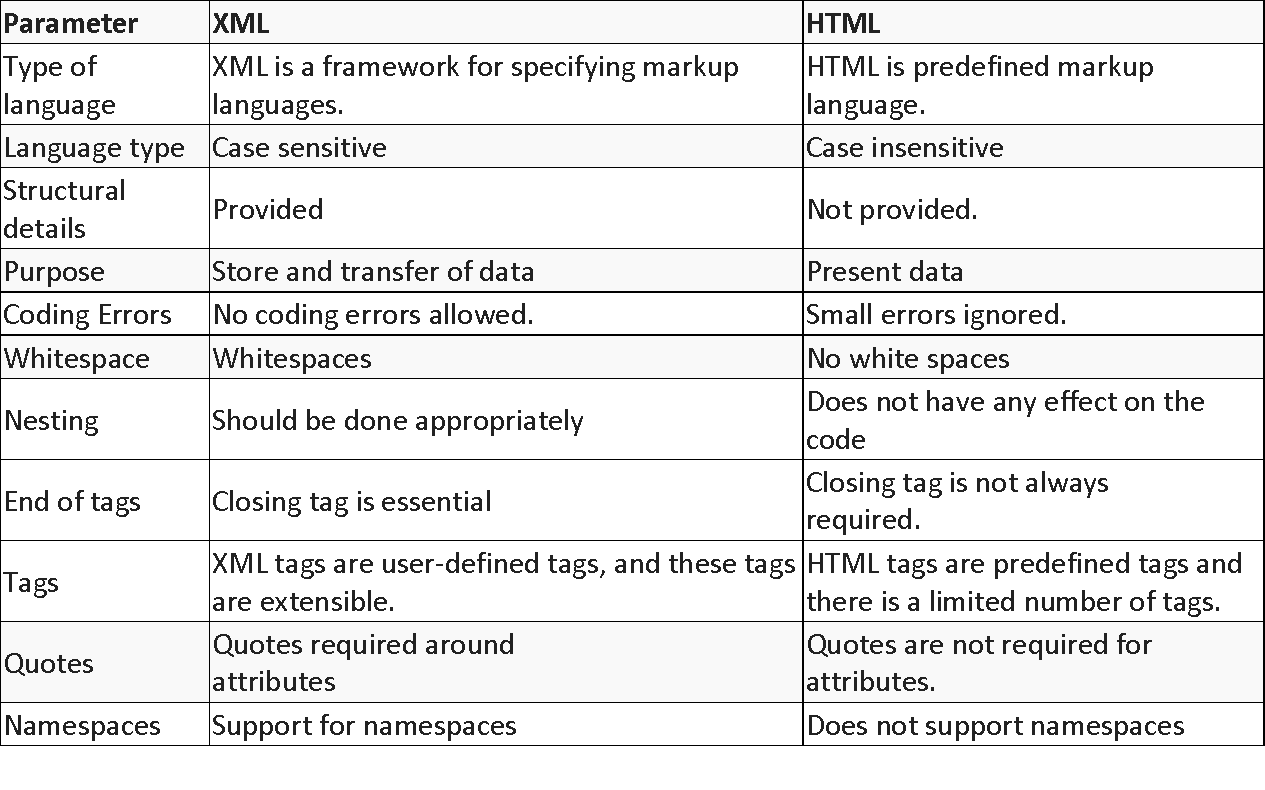 Parameter XML HTML
Type of language XML is a framework for specifying markup languages. HTML is predefined markup language.
Language type Case sensitive Case insensitive
Structural details Provided Not provided.
Purpose Store and transfer of data Present data
Coding Errors No coding errors allowed. Small errors ignored.
Whitespace Whitespaces No white spaces
Nesting Should be done appropriately Does not have any effect on the code
End of tags Closing tag is essential Closing tag is not always required.
Tags XML tags are user-defined tags, and these tags are extensible. HTML tags are predefined tags and there is a limited number of tags.
Quotes Quotes required around attributes Quotes are not required for attributes.
Namespaces Support for namespaces Does not support namespaces